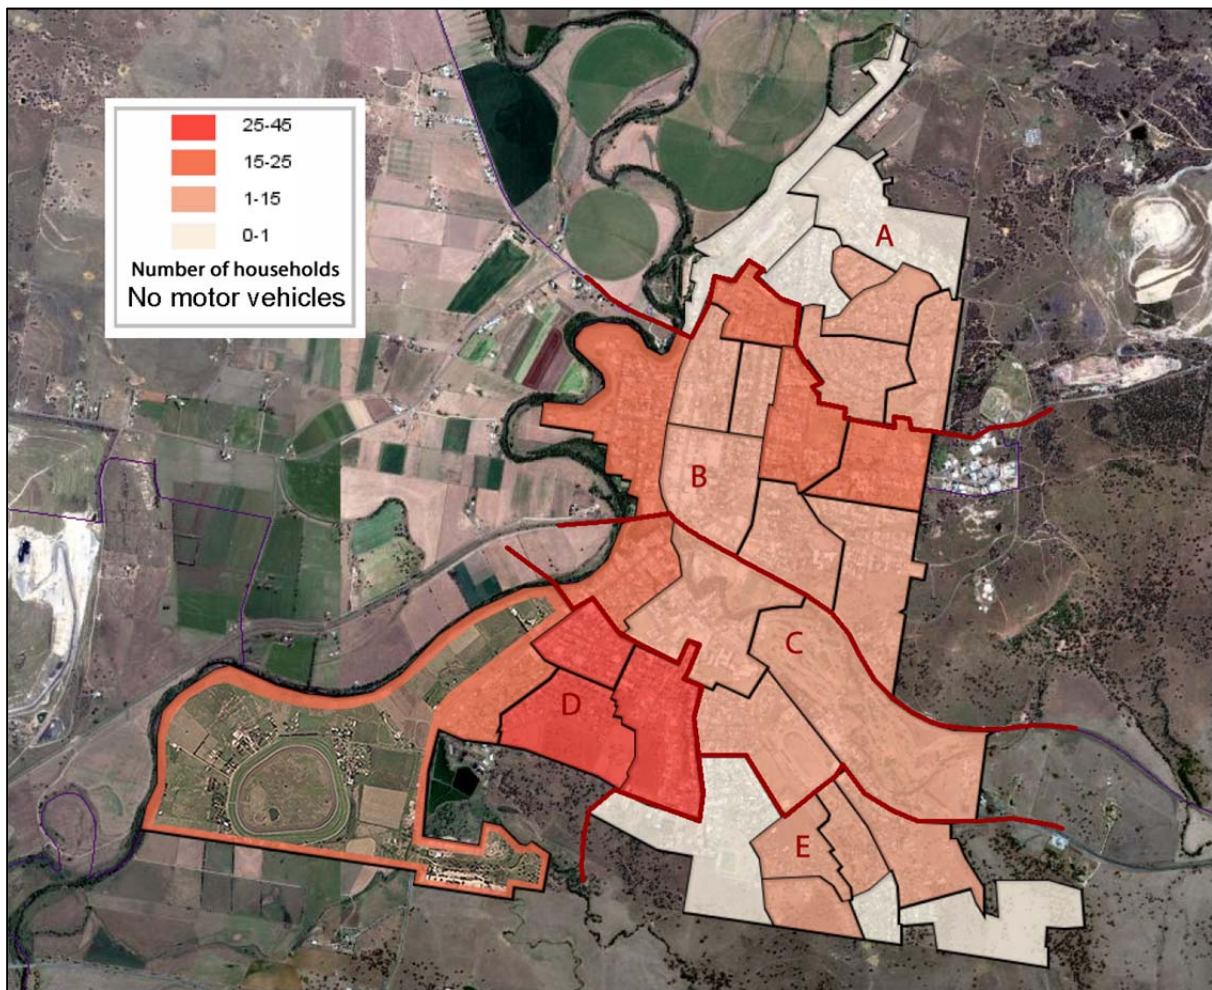 25-45
15-25
1-15
0-1
Number of households
No motor vehicles
A
B
C
D
E